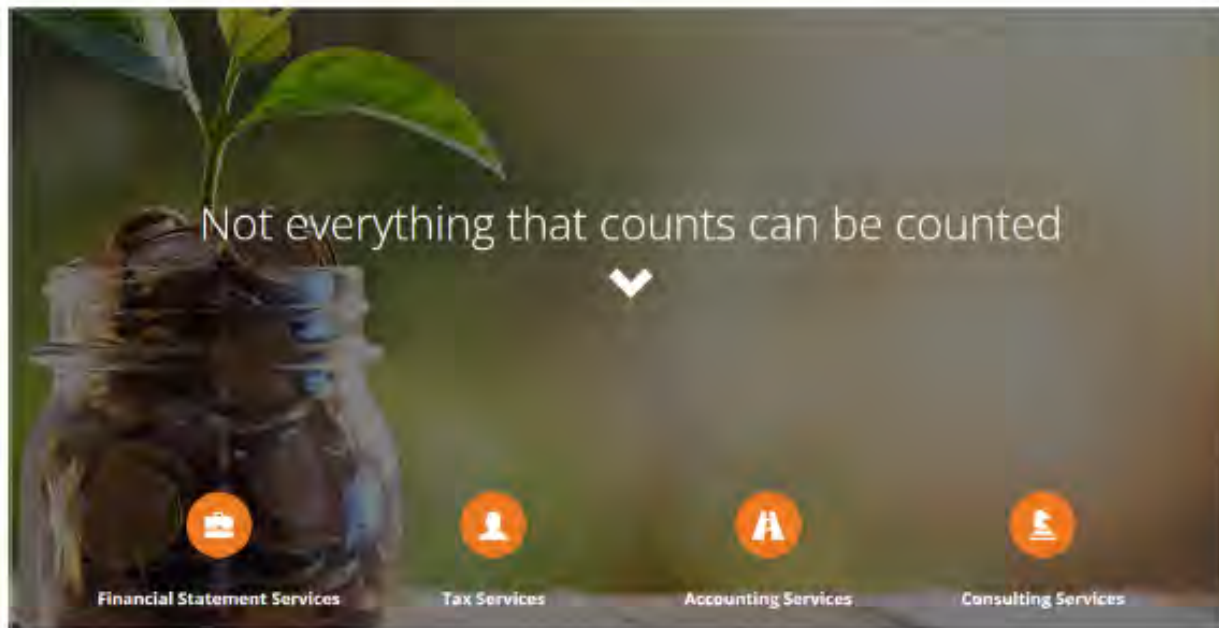 Not everything that counts can be counted
Financial Statement Services
Tax Services
Accounting Services
Consulting Services